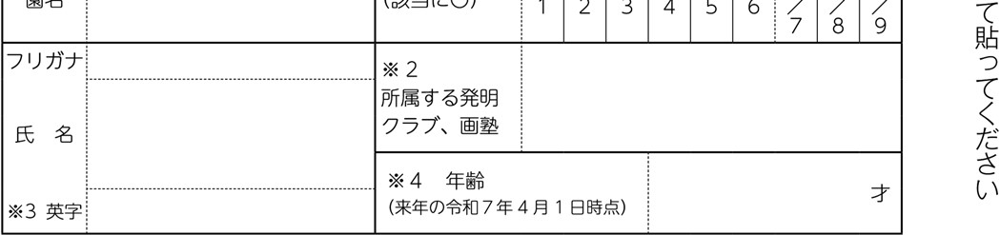 園名
(該当に○)
1 2 3 4 5 6 ／7 ／8 ／9
フリガナ
氏 名
※3 英字
※2
所属する発明
クラブ、画塾
※4 年齢
(来年の令和7年4月1日時点)
才
て貼ってください